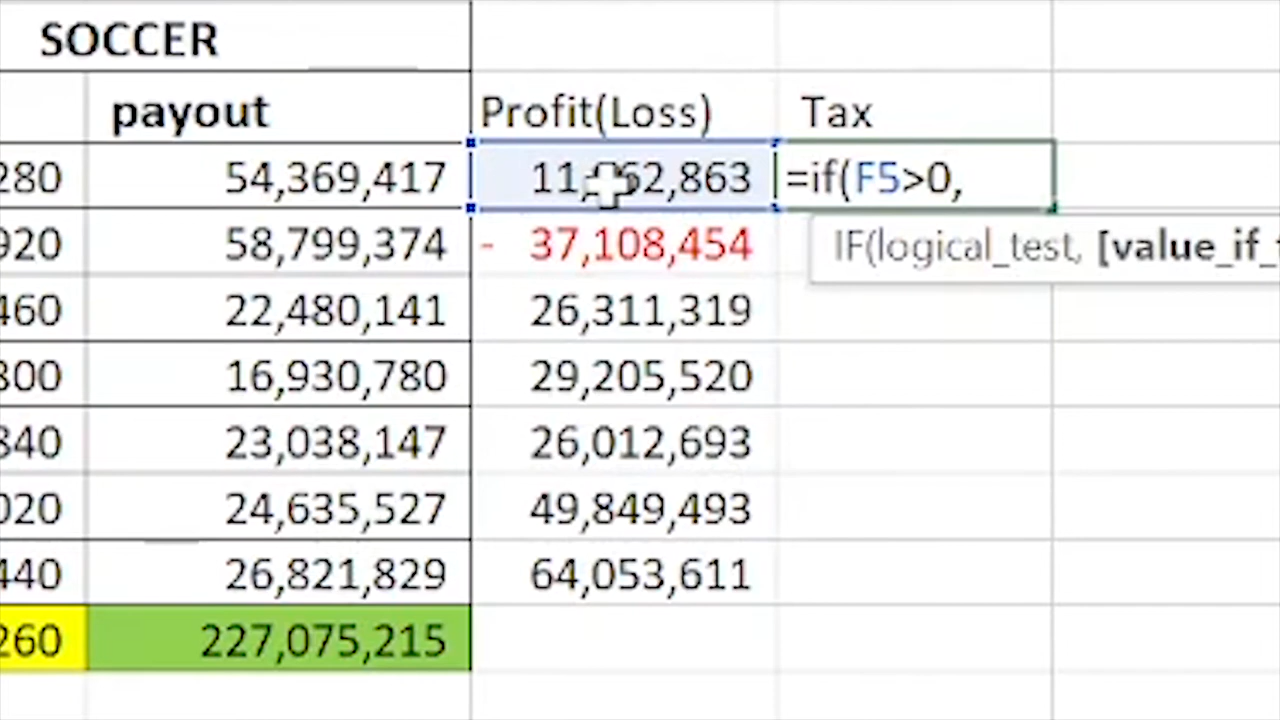 SOCCER
payout Profit(Loss) Tax
280 54,369,417 =if(F5>0,
920 58,799,374 - 37,108,454 IF(logical_test, [value_if_
460 22,480,141 26,311,319
800 16,930,780 29,205,520
840 23,038,147 26,012,693
020 24,635,527 49,849,493
440 26,821,829 64,053,611
260 227,075,215